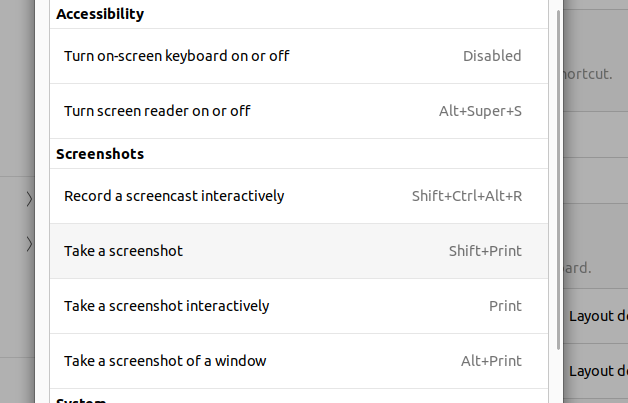 Accessibility
Turn on-screen keyboard on or off Disabled
hortcut.
Turn screen reader on or off Alt+Super+S
Screenshots
Record a screencast interactively Shift+Ctrl+Alt+R
Take a screenshot Shift+Print
ard.
Take a screenshot interactively Print
Layout d
Take a screenshot of a window Alt+Print
Layout d
System